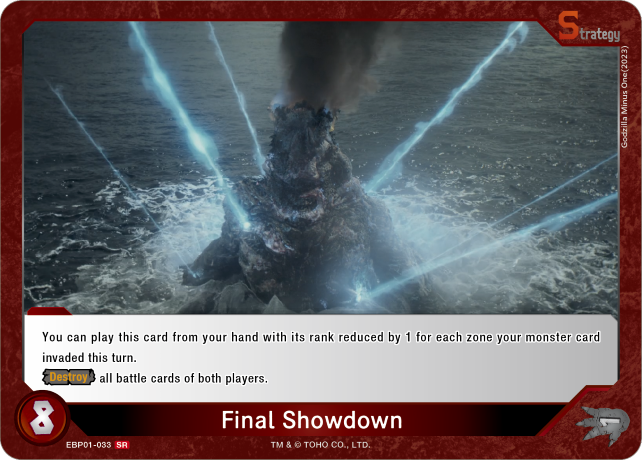 Strategy
Godzilla Minus One(2023)
You can play this card from your hand with its rank reduced by 1 for each zone your monster card
invaded this turn.
Destroy all battle cards of both players.
8
Final Showdown
1
EBP01-033 SR
TM & © TOHO CO., LTD.